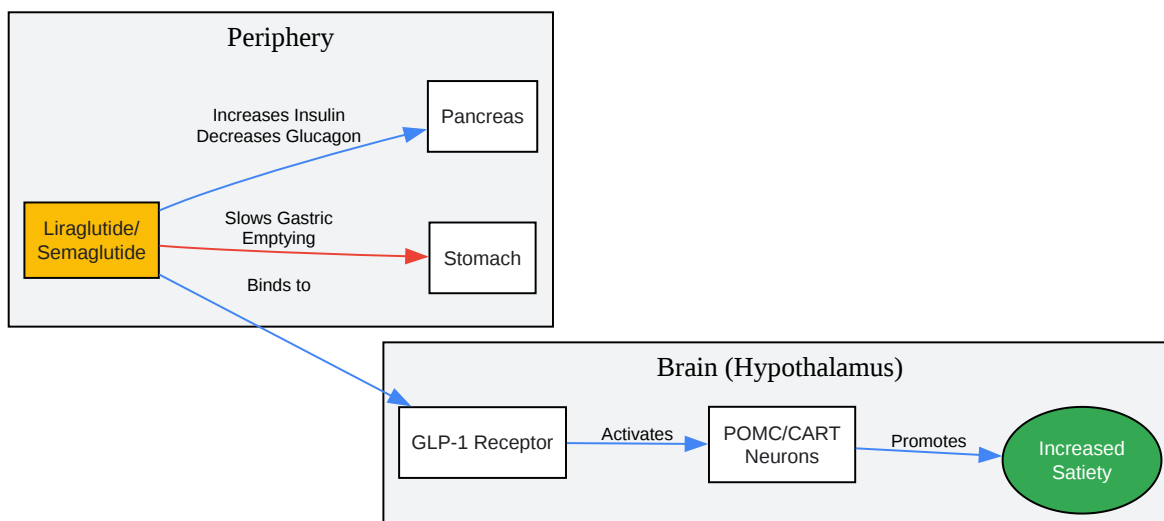 Periphery
Increases Insulin
Decreases Glucagon
Pancreas
Liraglutide/
Semaglutide
Slows Gastric
Emptying
Stomach
Binds to
Brain (Hypothalamus)
GLP-1 Receptor
Activates
POMC/CART
Neurons
Promotes
Increased
Satiety